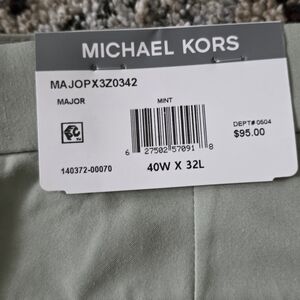 MICHAEL KORS
MAJOPX3Z0342
MAJOR MINT
DEPT# 0504
$95.00
6 27502 57091 8
140372-00070 40W X 32L